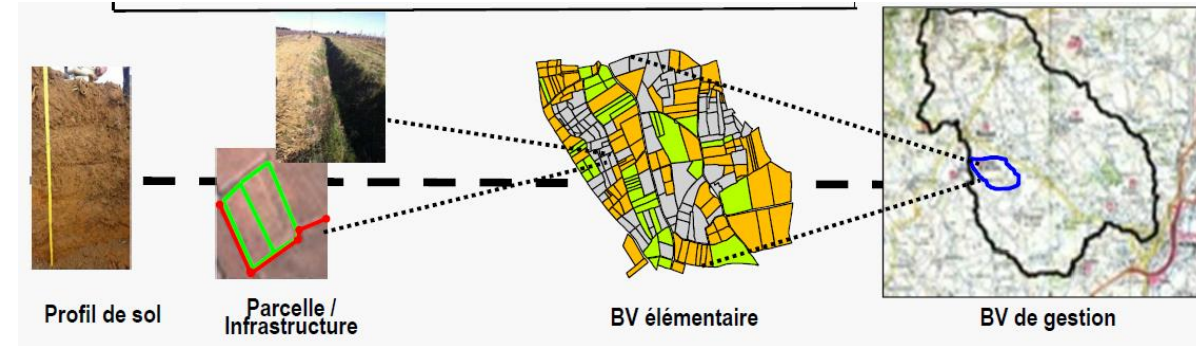 Profil de sol
Parcelle /
Infrastructure
BV élémentaire
BV de gestion